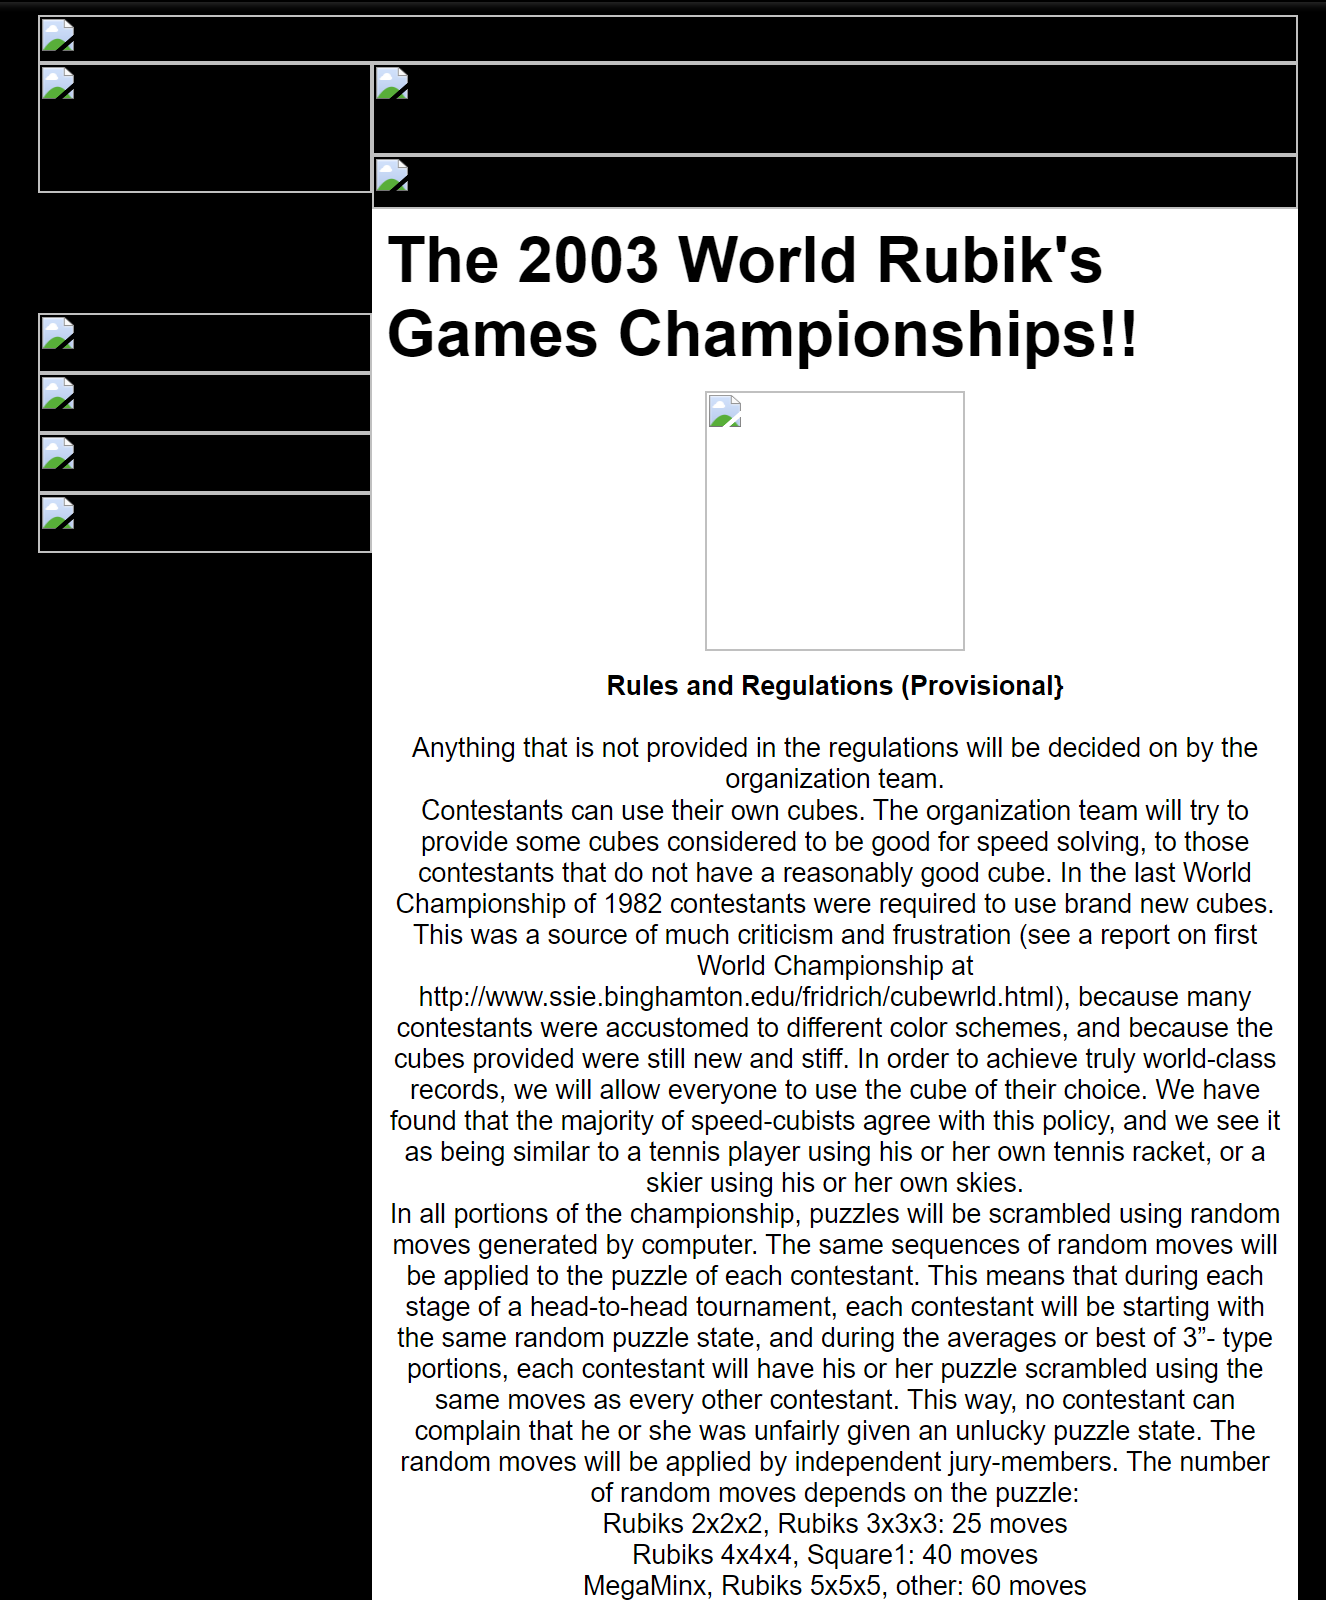 The 2003 World Rubik's
Games Championships!!
Rules and Regulations (Provisional}
Anything that is not provided in the regulations will be decided on by the
organization team.
Contestants can use their own cubes. The organization team will try to
provide some cubes considered to be good for speed solving, to those
contestants that do not have a reasonably good cube. In the last World
Championship of 1982 contestants were required to use brand new cubes.
This was a source of much criticism and frustration (see a report on first
World Championship at
http://www.ssie.binghamton.edu/fridrich/cubewrld.html), because many
contestants were accustomed to different color schemes, and because the
cubes provided were still new and stiff. In order to achieve truly world-class
records, we will allow everyone to use the cube of their choice. We have
found that the majority of speed-cubists agree with this policy, and we see it
as being similar to a tennis player using his or her own tennis racket, or a
skier using his or her own skies.
In all portions of the championship, puzzles will be scrambled using random
moves generated by computer. The same sequences of random moves will
be applied to the puzzle of each contestant. This means that during each
stage of a head-to-head tournament, each contestant will be starting with
the same random puzzle state, and during the averages or best of 3”- type
portions, each contestant will have his or her puzzle scrambled using the
same moves as every other contestant. This way, no contestant can
complain that he or she was unfairly given an unlucky puzzle state. The
random moves will be applied by independent jury-members. The number
of random moves depends on the puzzle:
Rubiks 2x2x2, Rubiks 3x3x3: 25 moves
Rubiks 4x4x4, Square1: 40 moves
MegaMinx, Rubiks 5x5x5, other: 60 moves